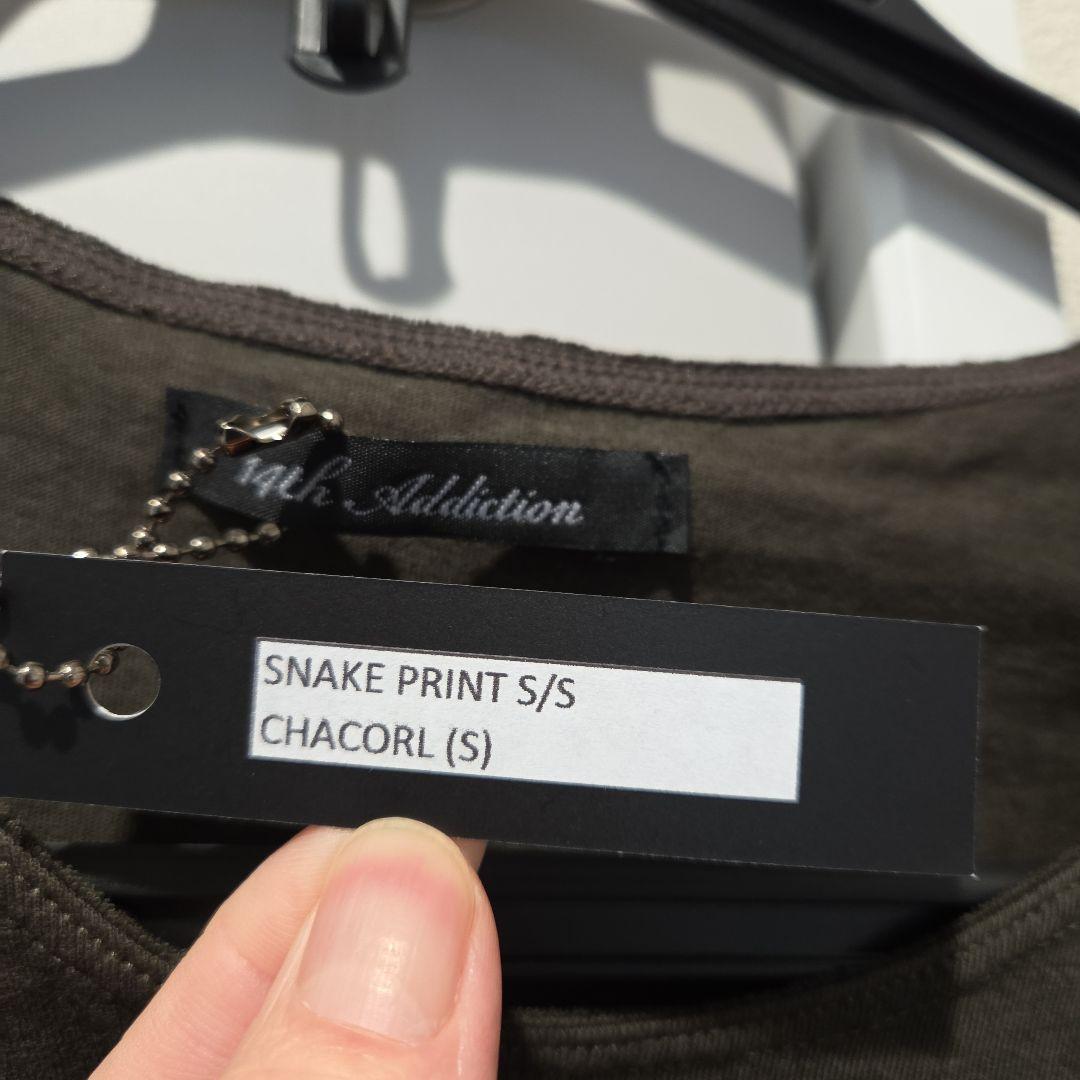 14th Addiction
SNAKE PRINT S/S
CHACORL (S)